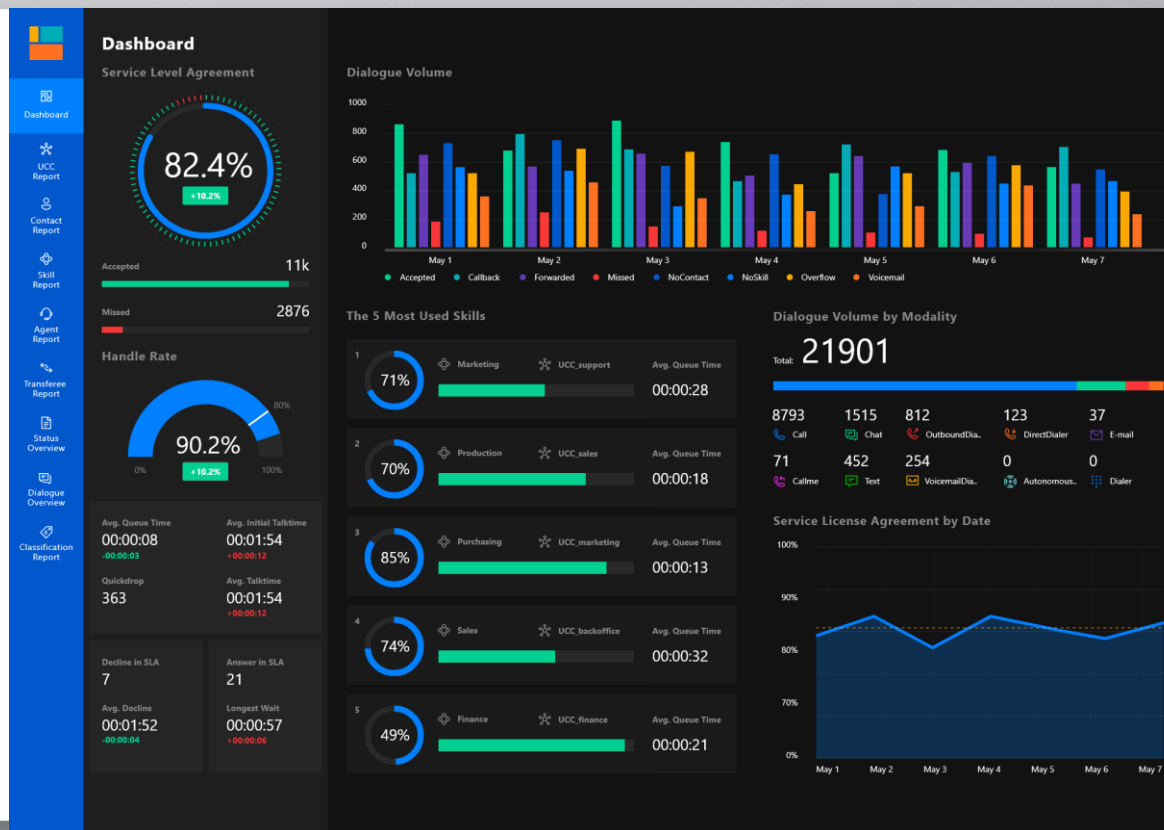 Dashboard
Service Level Agreement
82.4%
+10.2%
Accepted 11k
Missed 2876
Handle Rate
80%
90.2%
0% +10.2% 100%
Avg. Queue Time Avg. Initial Talktime
00:00:08 00:01:54
-00:00:03 +00:00:12
Quickdrop Avg. Talktime
363 00:01:54
+00:00:12
Decline in SLA Answer in SLA
7 21
Avg. Decline Longest Wait
00:01:52 00:00:57
-00:00:04 +00:00:06
Dashboard
UCC
Report
Contact
Report
Skill
Report
Agent
Report
Transferee
Report
Status
Overview
Dialogue
Overview
Classification
Report
Dialogue Volume
1000
800
600
400
200
0
May 1 May 2 May 3 May 4 May 5 May 6 May 7
Accepted Callback Forwarded Missed NoContact NoSkill Overflow Voicemail
The 5 Most Used Skills
1 71% Marketing UCC_support Avg. Queue Time
00:00:28
2 70% Production UCC_sales Avg. Queue Time
00:00:18
3 85% Purchasing UCC_marketing Avg. Queue Time
00:00:13
4 74% Sales UCC_backoffice Avg. Queue Time
00:00:32
5 49% Finance UCC_finance Avg. Queue Time
00:00:21
Dialogue Volume by Modality
Total: 21901
8793 1515 812 123 37
Call Chat OutboundDia.. DirectDialer E-mail
71 452 254 0 0
Callme Text VoicemailDia.. Autonomous.. Dialer
Service License Agreement by Date
100%
90%
80%
70%
0%
May 1 May 2 May 3 May 4 May 5 May 6 May 7